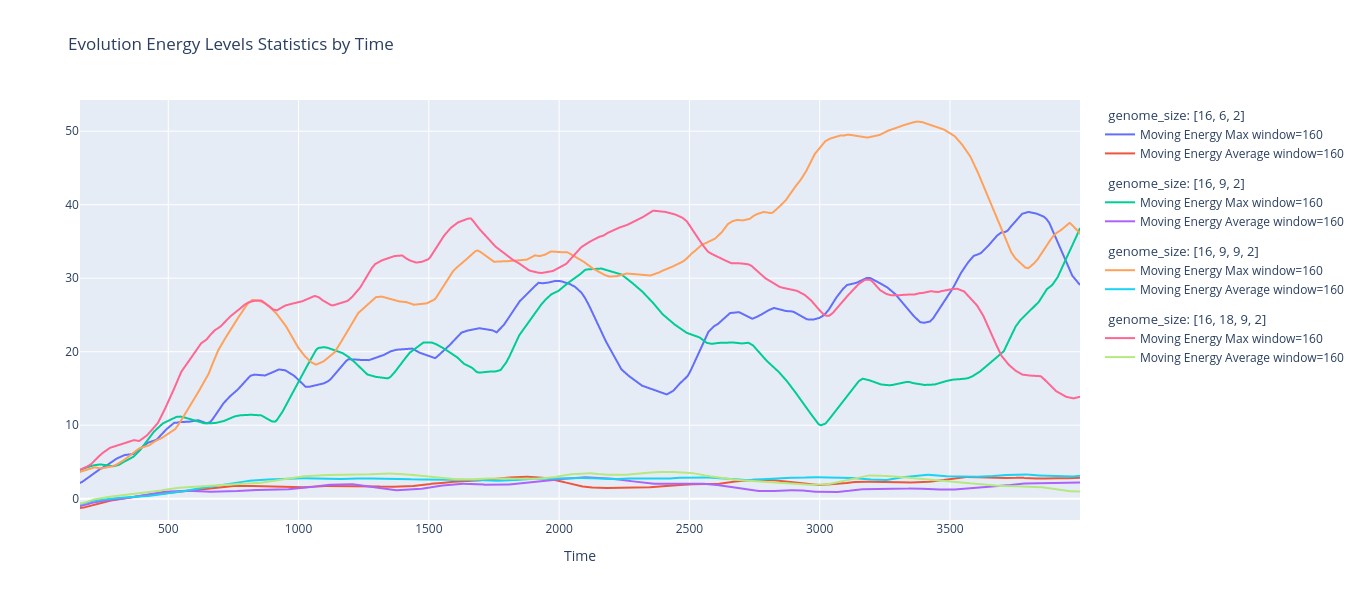 Evolution Energy Levels Statistics by Time
50
40
30
20
10
0
500
1000
1500
2000
2500
3000
3500
Time
genome_size: [16, 6, 2]
Moving Energy Max window=160
Moving Energy Average window=160
genome_size: [16, 9, 2]
Moving Energy Max window=160
Moving Energy Average window=160
genome_size: [16, 9, 9, 2]
Moving Energy Max window=160
Moving Energy Average window=160
genome_size: [16, 18, 9, 2]
Moving Energy Max window=160
Moving Energy Average window=160